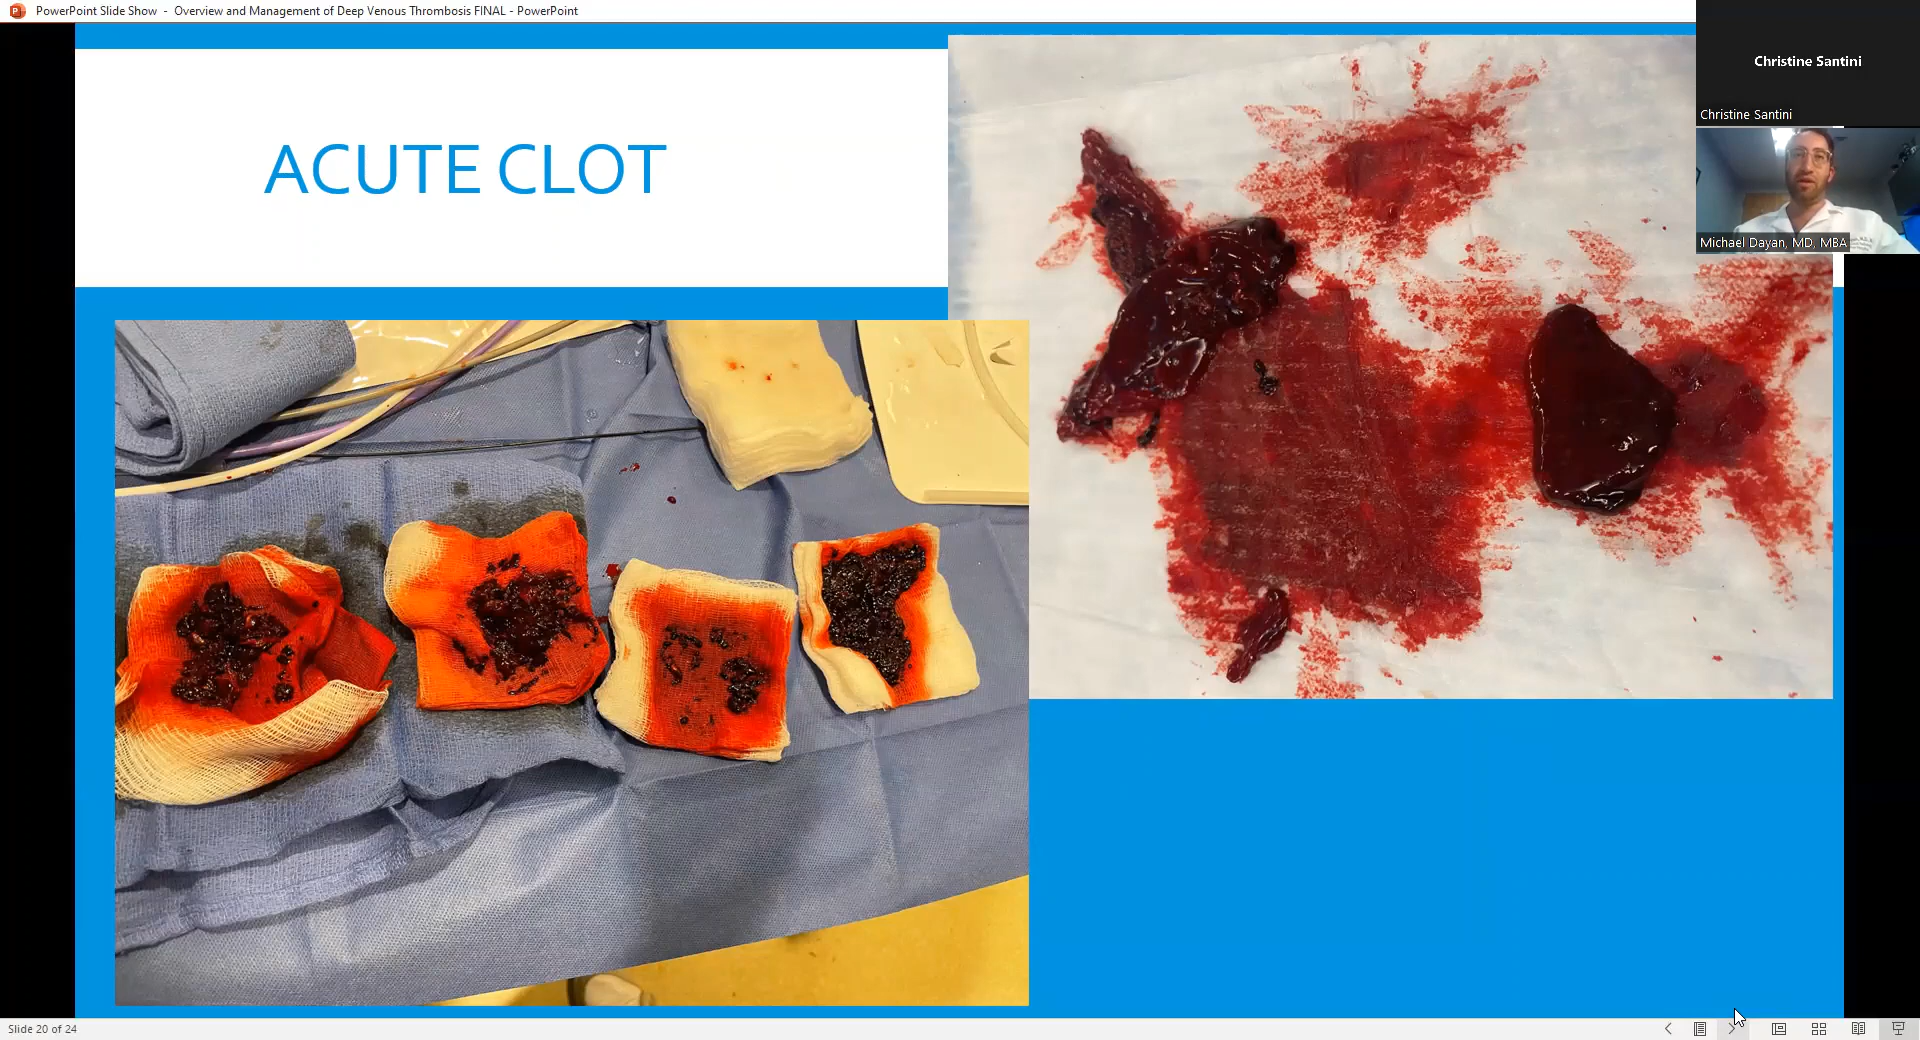 PowerPoint Slide Show - Overview and Management of Deep Venous Thrombosis FINAL - PowerPoint
Christine Santini
Christine Santini
Michael Dayan, MD, MBA
ACUTE CLOT
Slide 20 of 24